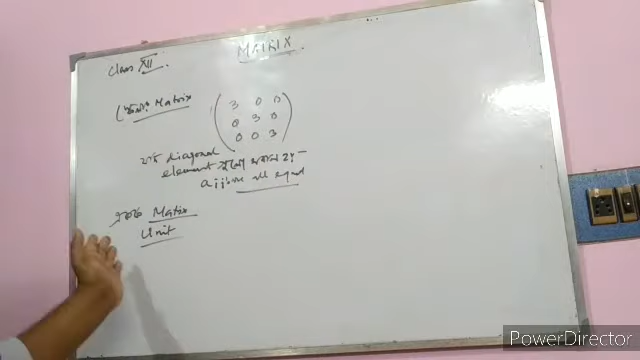 MATRIX
Class XII.
Matrix
3 0 0
0 3 0
0 0 3
diagonal
element
all equal
একক Matrix
Unit
PowerDirector